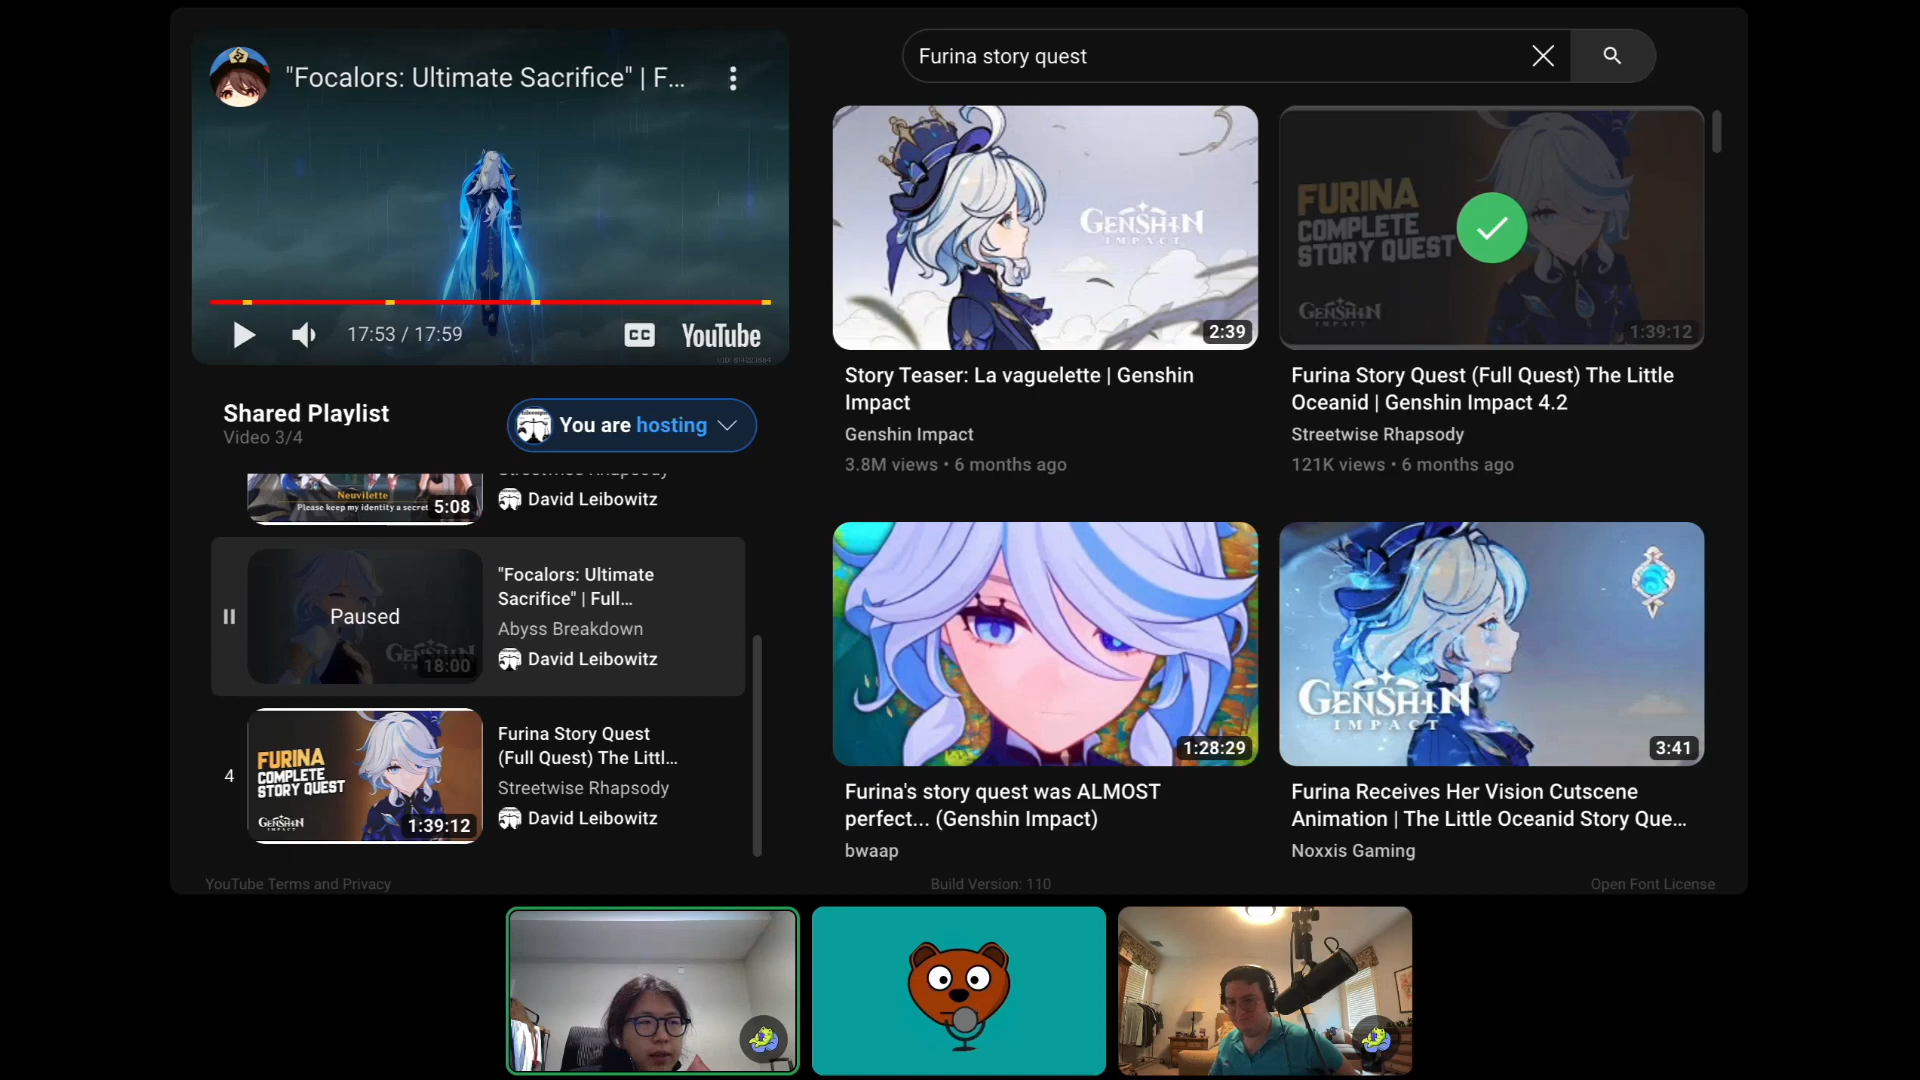 "Focalors: Ultimate Sacrifice" | F...
17:53 / 17:59
CC
YouTube
Shared Playlist
Video 3/4
You are hosting
Neuvilette
Please keep my identity a secret.
5:08
Streetwise Rhapsody
David Leibowitz
Paused
GENSHIN
18:00
"Focalors: Ultimate
Sacrifice" | Full...
Abyss Breakdown
David Leibowitz
4
FURINA
COMPLETE
STORY QUEST
GENSHIN
1:39:12
Furina Story Quest
(Full Quest) The Littl...
Streetwise Rhapsody
David Leibowitz
YouTube Terms and Privacy
Furina story quest
GENSHIN
IMPACT
2:39
Story Teaser: La vaguelette | Genshin
Impact
Genshin Impact
3.8M views • 6 months ago
FURINA
COMPLETE
STORY QUEST
GENSHIN
IMPACT
1:39:12
Furina Story Quest (Full Quest) The Little
Oceanid | Genshin Impact 4.2
Streetwise Rhapsody
121K views • 6 months ago
1:28:29
Furina's story quest was ALMOST
perfect... (Genshin Impact)
bwaap
GENSHIN
IMPACT
3:41
Furina Receives Her Vision Cutscene
Animation | The Little Oceanid Story Que...
Noxxis Gaming
Build Version: 110
Open Font License